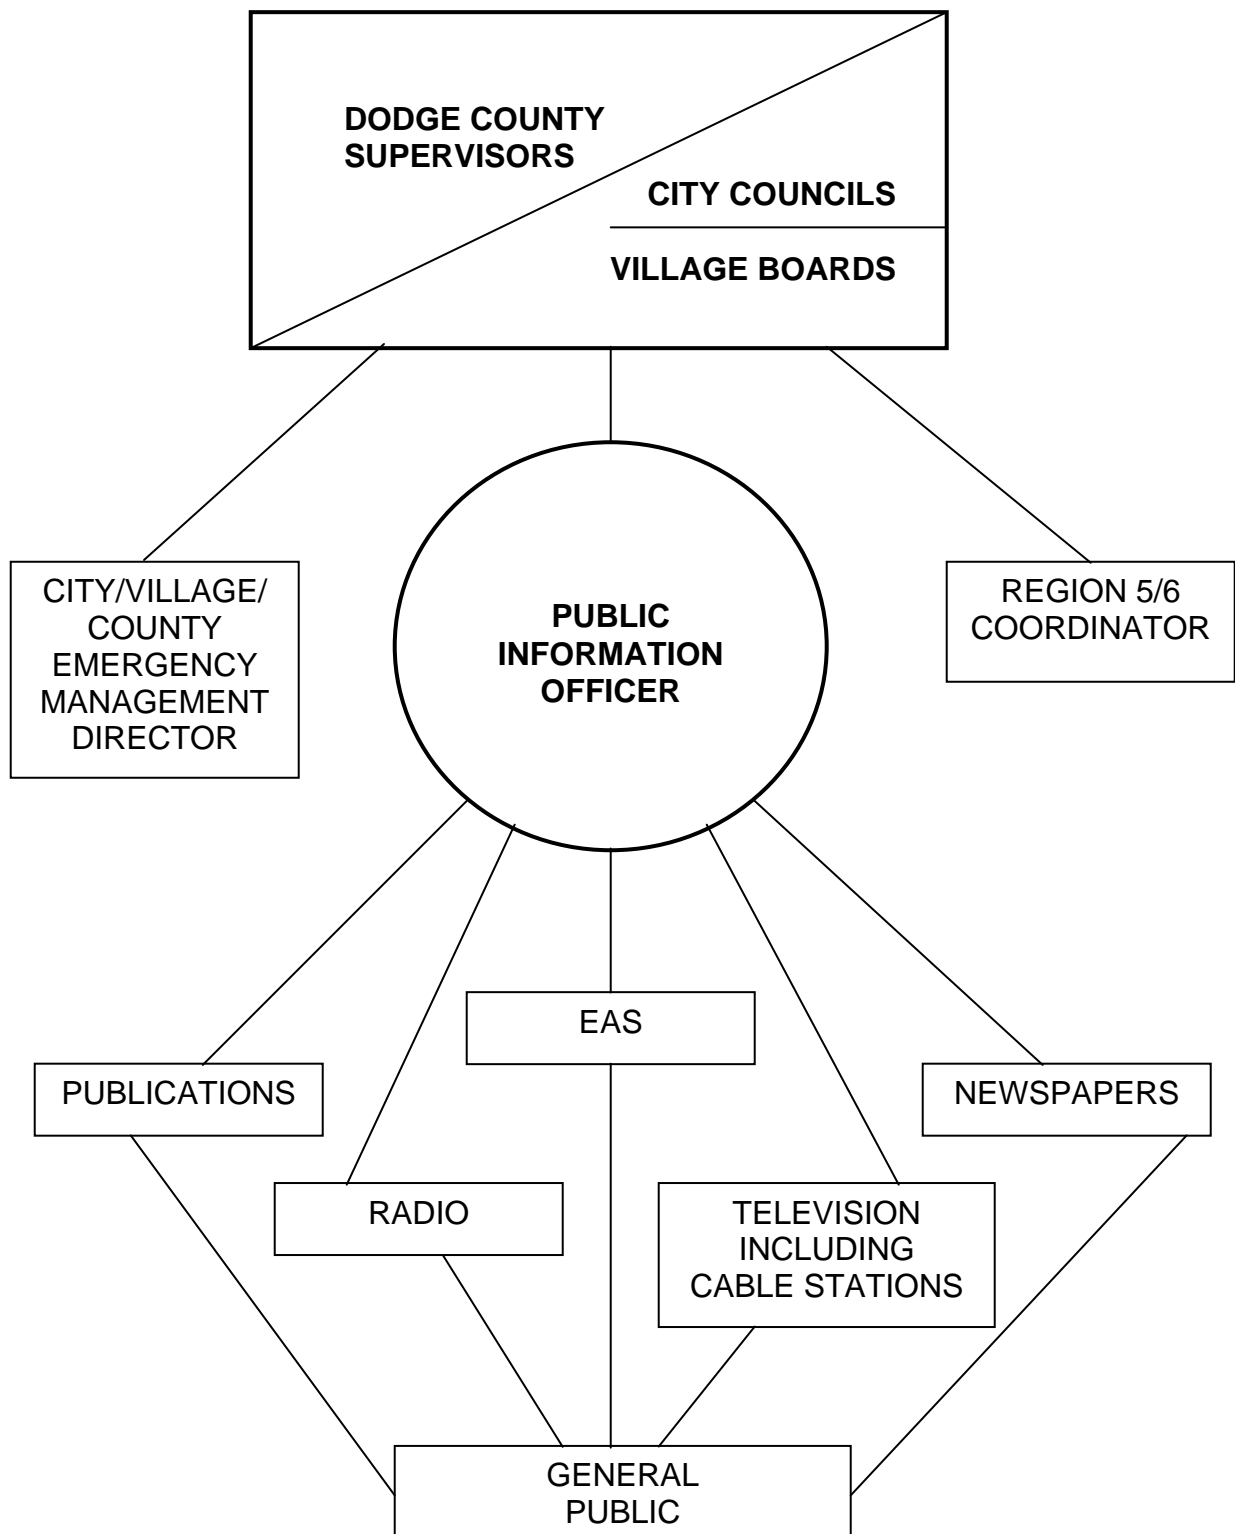 DODGE COUNTY
SUPERVISORS
CITY COUNCILS
VILLAGE BOARDS
CITY/VILLAGE/
COUNTY
EMERGENCY
MANAGEMENT
DIRECTOR
PUBLIC
INFORMATION
OFFICER
REGION 5/6
COORDINATOR
EAS
PUBLICATIONS
NEWSPAPERS
RADIO
TELEVISION
INCLUDING
CABLE STATIONS
GENERAL
PUBLIC